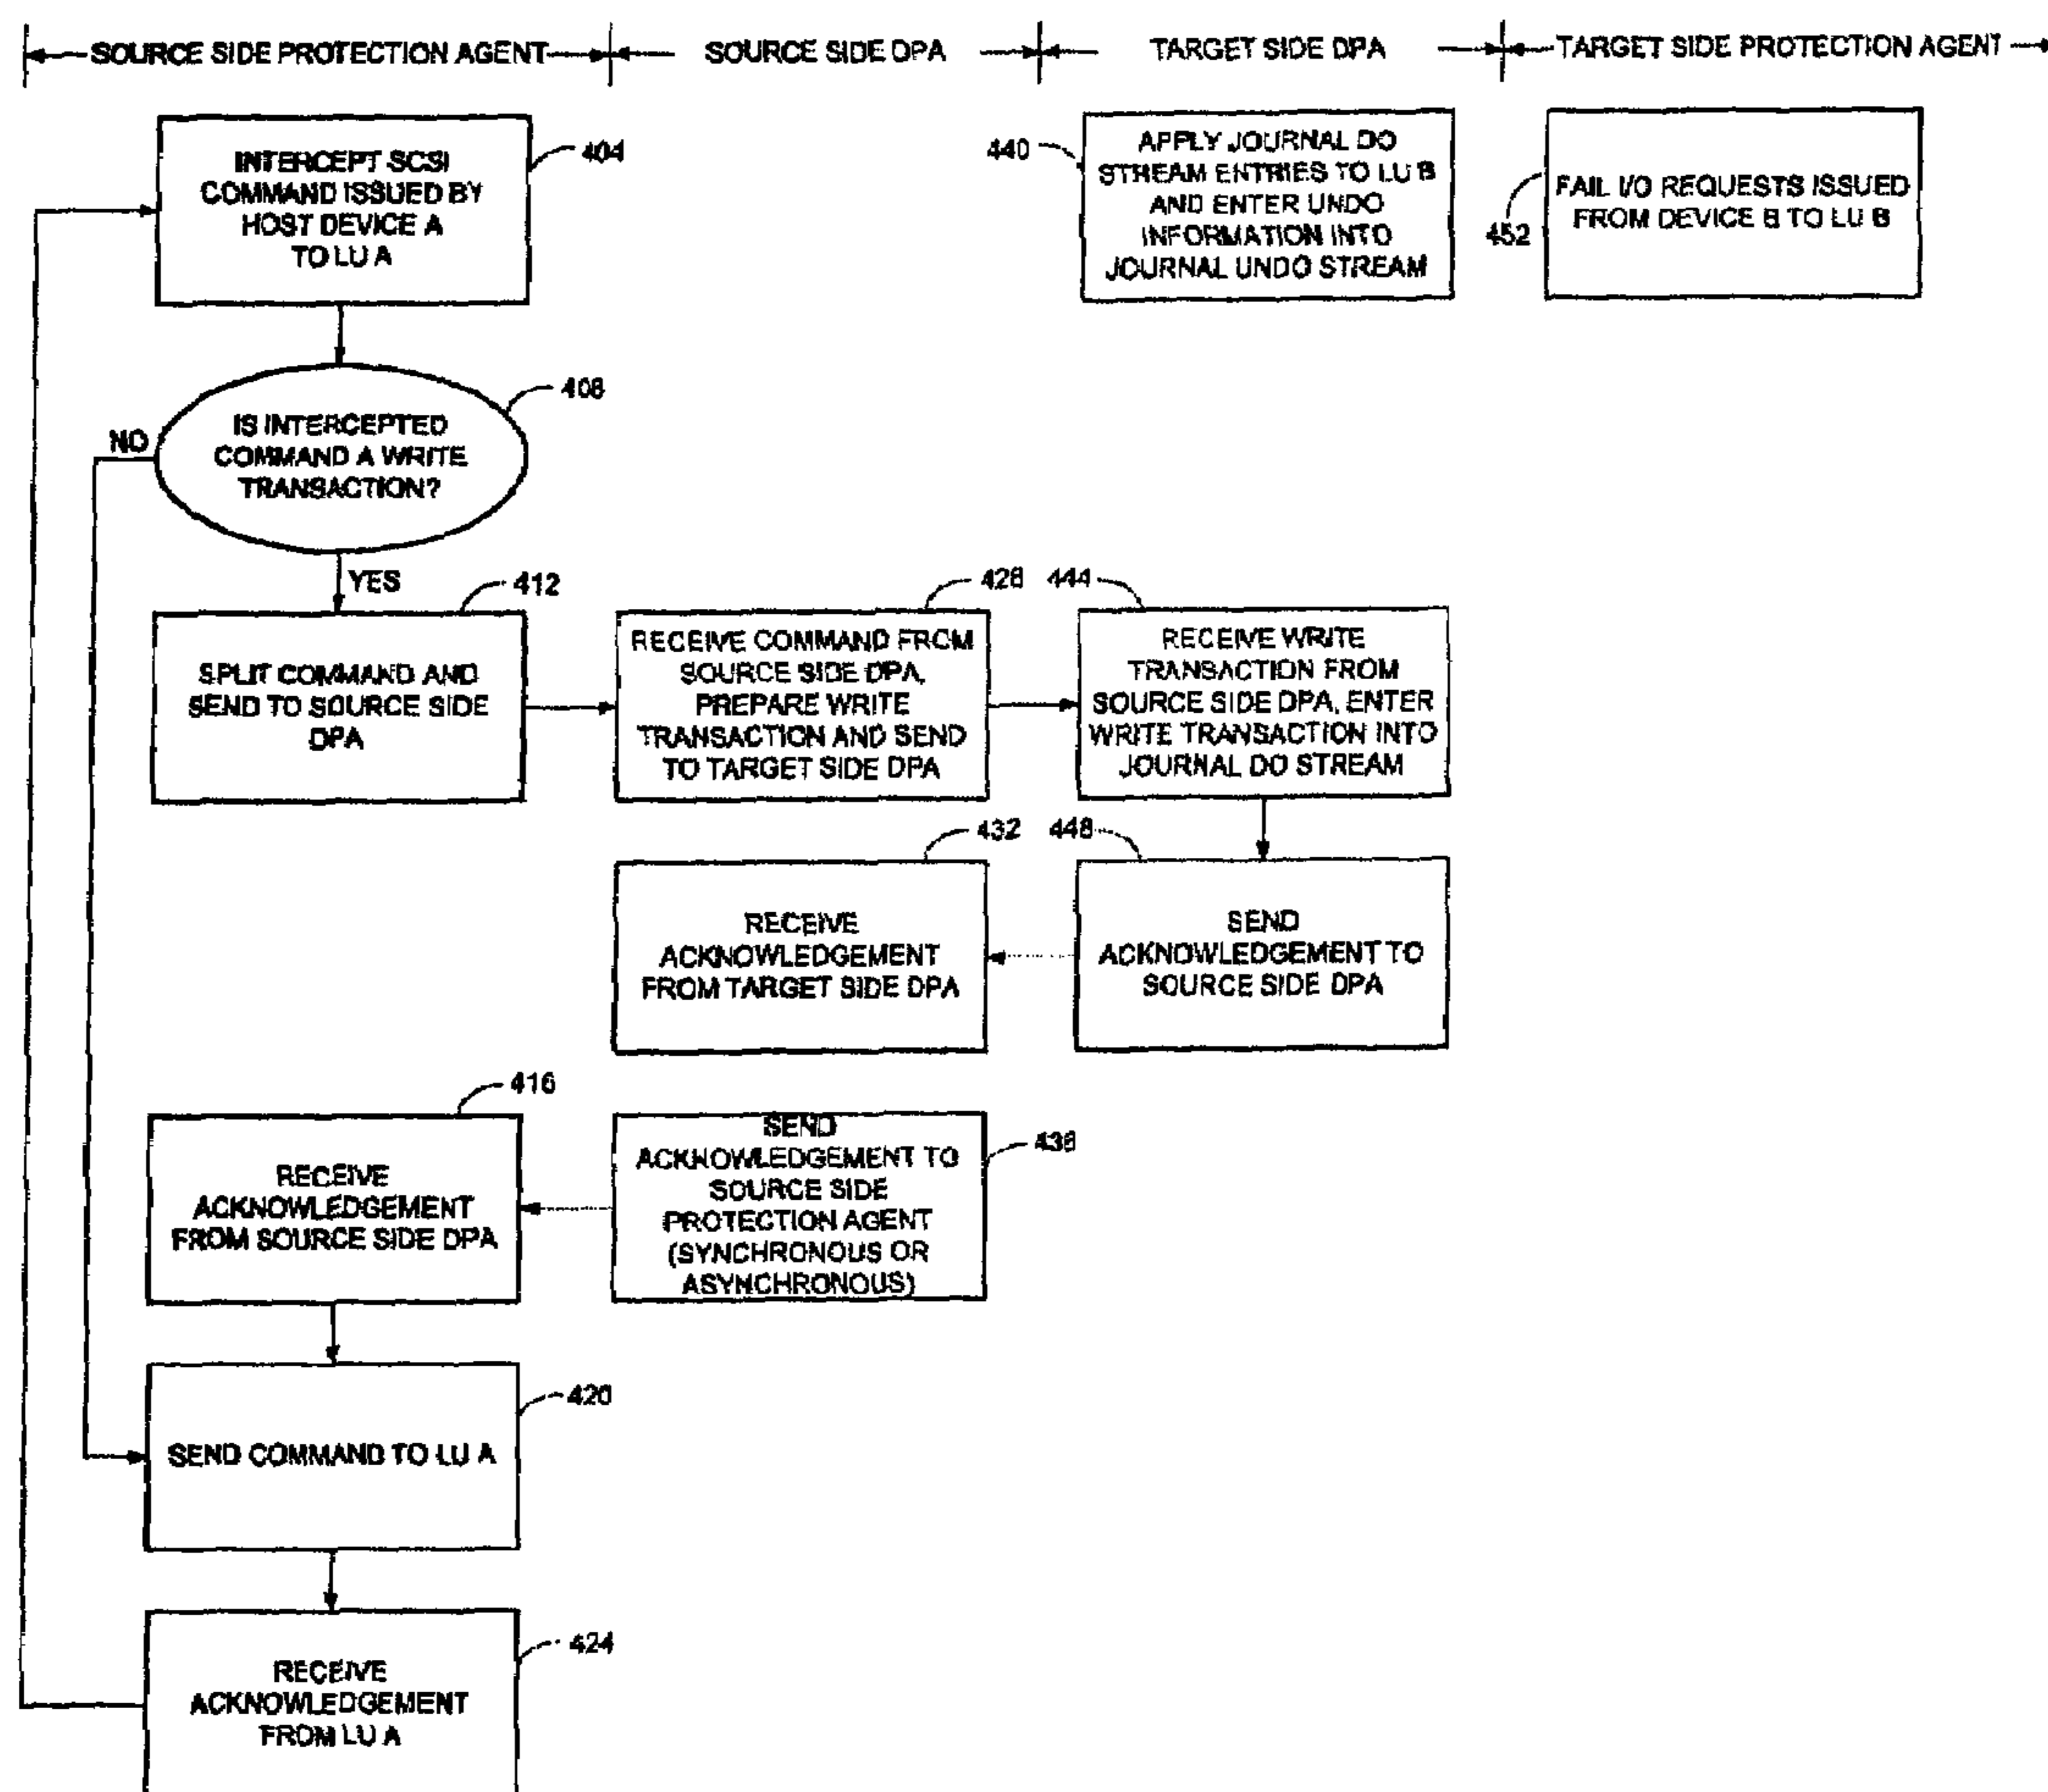 SOURCE SIDE PROTECTION AGENT
SOURCE SIDE DPA
TARGET SIDE DPA
TARGET SIDE PROTECTION AGENT
INTERCEPT SCSI
COMMAND ISSUED BY
HOST DEVICE A
TO LU A
404
440
APPLY JOURNAL DO
STREAM ENTRIES TO LU B
AND ENTER UNDO
INFORMATION INTO
JOURNAL UNDO STREAM
452
FAIL I/O REQUESTS ISSUED
FROM DEVICE B TO LU B
408
IS INTERCEPTED
COMMAND A WRITE
TRANSACTION?
NO
YES
412
SPLIT COMMAND AND
SEND TO SOURCE SIDE
DPA
428
RECEIVE COMMAND FROM
SOURCE SIDE DPA,
PREPARE WRITE
TRANSACTION AND SEND
TO TARGET SIDE DPA
444
RECEIVE WRITE
TRANSACTION FROM
SOURCE SIDE DPA, ENTER
WRITE TRANSACTION INTO
JOURNAL DO STREAM
432
RECEIVE
ACKNOWLEDGEMENT
FROM TARGET SIDE DPA
448
SEND
ACKNOWLEDGEMENT TO
SOURCE SIDE DPA
416
RECEIVE
ACKNOWLEDGEMENT
FROM SOURCE SIDE DPA
436
SEND
ACKNOWLEDGEMENT TO
SOURCE SIDE
PROTECTION AGENT
(SYNCHRONOUS OR
ASYNCHRONOUS)
420
SEND COMMAND TO LU A
424
RECEIVE
ACKNOWLEDGEMENT
FROM LU A